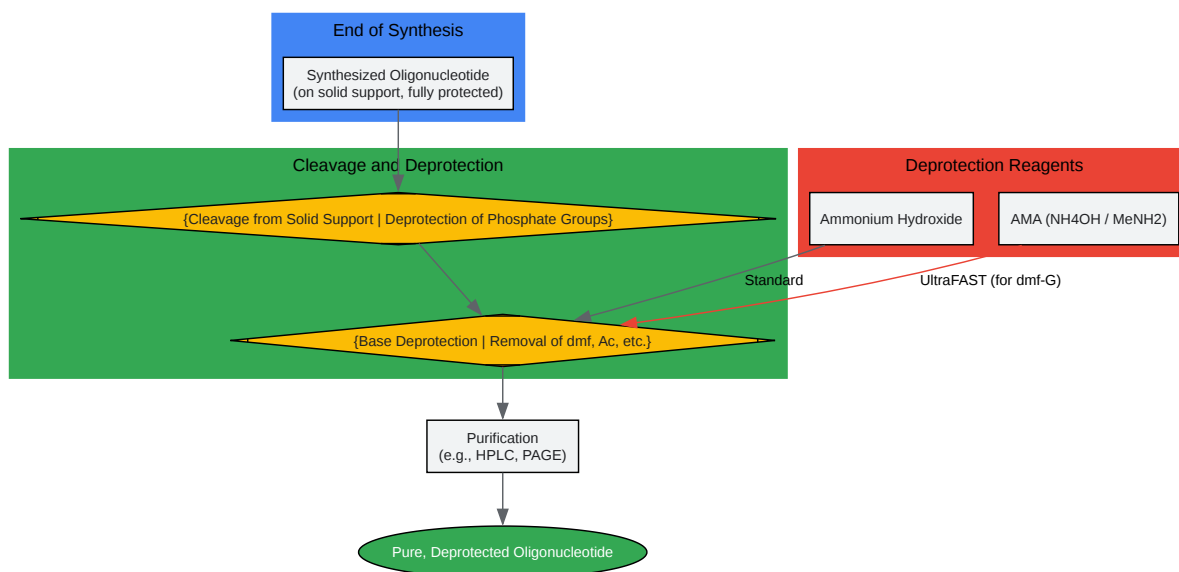 End of Synthesis
Synthesized Oligonucleotide
(on solid support, fully protected)
Cleavage and Deprotection
Deprotection Reagents
{Cleavage from Solid Support | Deprotection of Phosphate Groups}
Ammonium Hydroxide
AMA (NH4OH / MeNH2)
Standard
UltraFAST (for dmf-G)
{Base Deprotection | Removal of dmf, Ac, etc.}
Purification
(e.g., HPLC, PAGE)
Pure, Deprotected Oligonucleotide